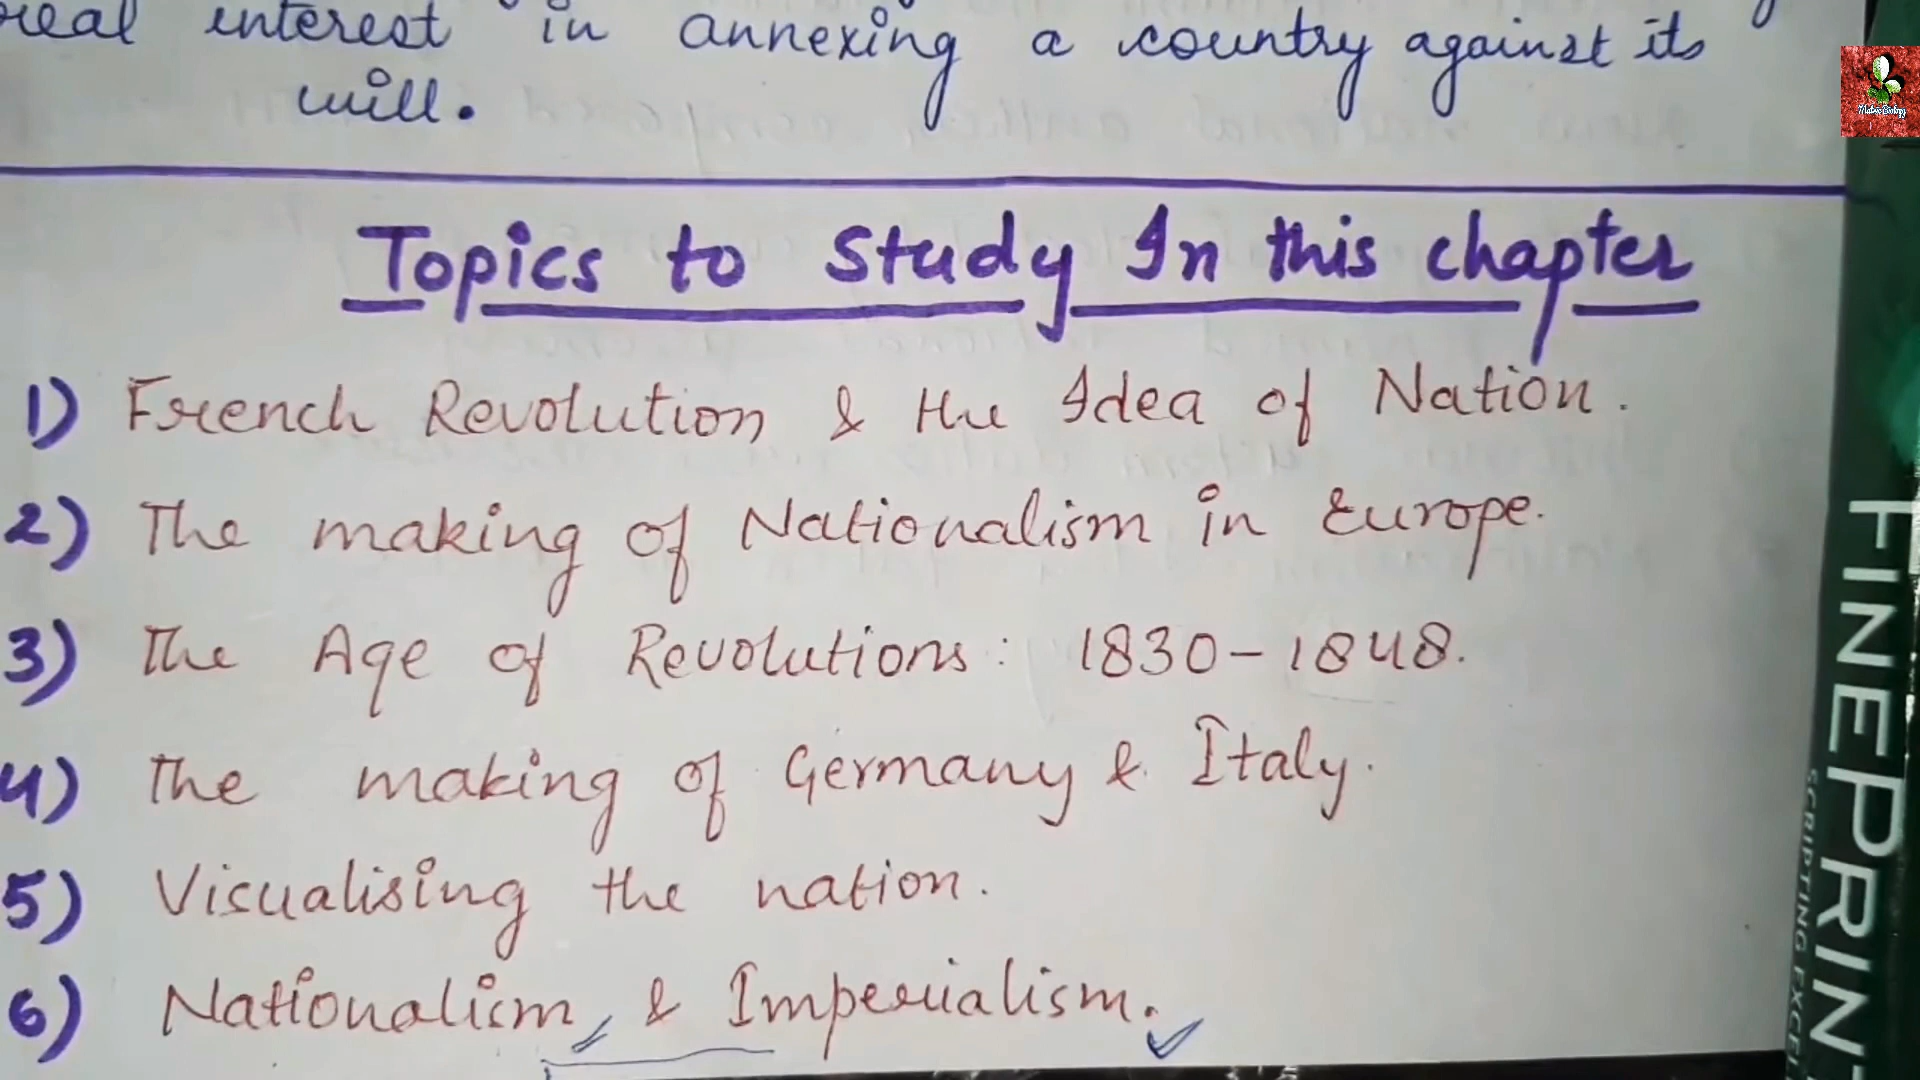 real interest in annexing a country against its
will.
Topics to Study In this chapter
1) French Revolution & the Idea of Nation.
2) The making of Nationalism in Europe.
3) The Age of Revolutions: 1830-1848.
4) The making of Germany & Italy.
5) Visualising the nation.
6) Nationalism & Imperialism.
FINEPRINT
SCRIPTING EXCEL